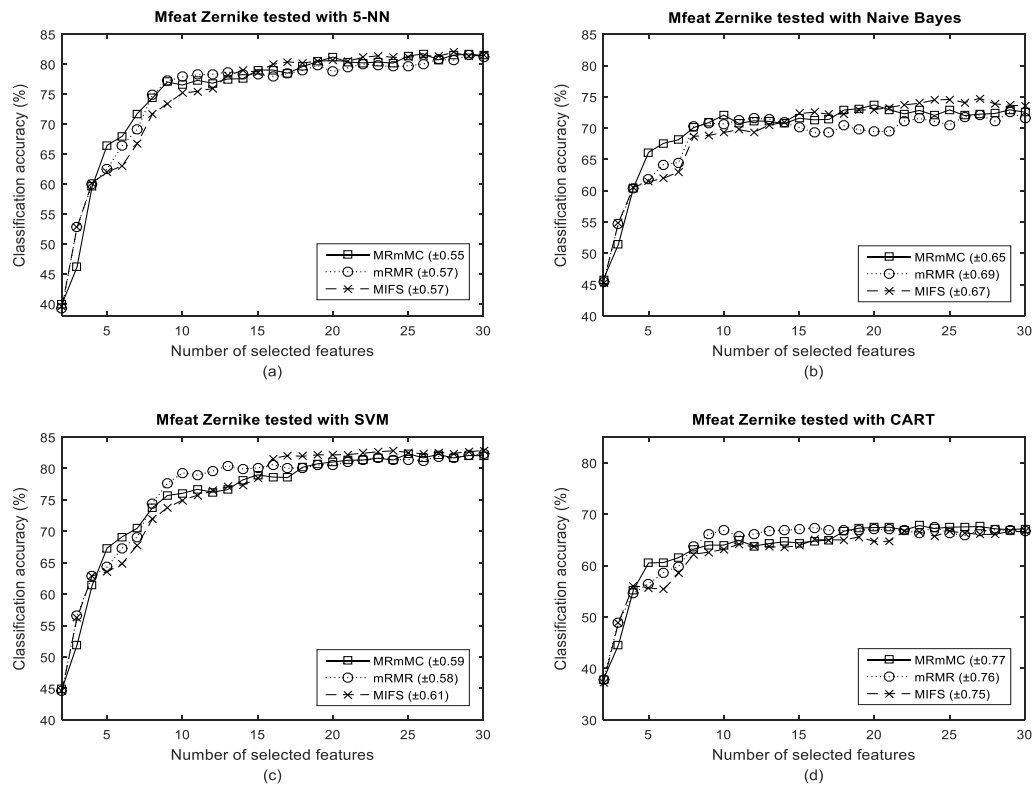 Mfeat Zernike tested with 5-NN
85
80
75
70
65
60
55
50
45
40
Classification accuracy (%)
MRmMC (±0.55
mRMR (±0.57)
MIFS (±0.57)
5
10
15
20
25
30
Number of selected features
(a)
Mfeat Zernike tested with Naive Bayes
85
80
75
70
65
60
55
50
45
40
Classification accuracy (%)
MRmMC (±0.65
mRMR (±0.69)
MIFS (±0.67)
5
10
15
20
25
30
Number of selected features
(b)
Mfeat Zernike tested with SVM
85
80
75
70
65
60
55
50
45
40
Classification accuracy (%)
MRmMC (±0.59
mRMR (±0.58)
MIFS (±0.61)
5
10
15
20
25
30
Number of selected features
(c)
Mfeat Zernike tested with CART
80
70
60
50
40
30
Classification accuracy (%)
MRmMC (±0.77
mRMR (±0.76)
MIFS (±0.75)
5
10
15
20
25
30
Number of selected features
(d)